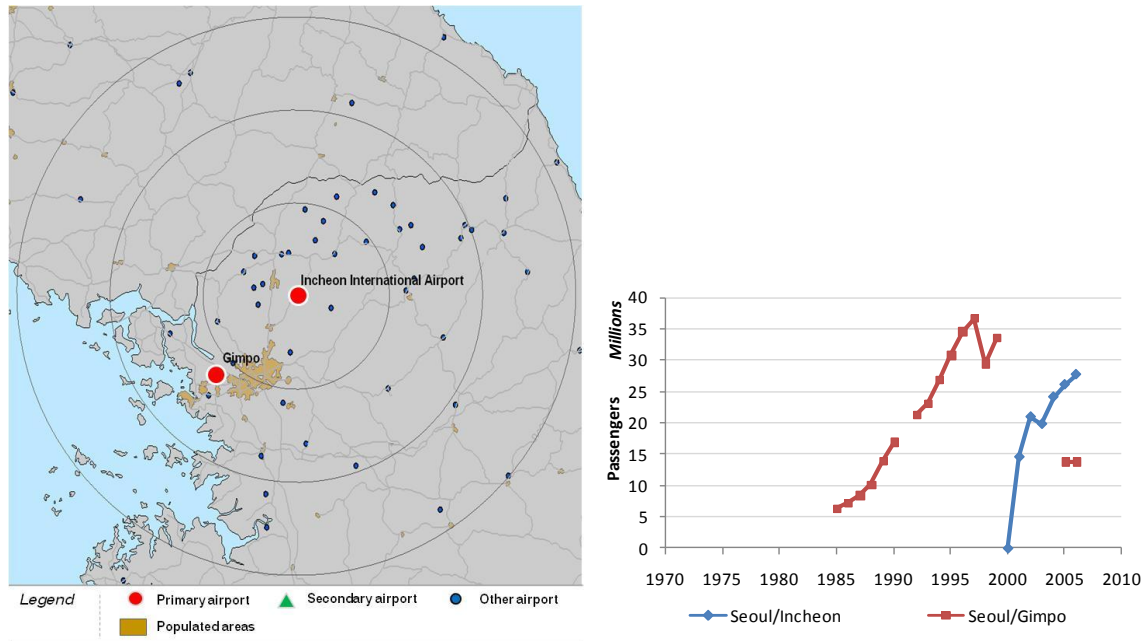 Incheon International Airport
Gimpo
Legend
Primary airport
Secondary airport
Other airport
Populated areas
Passengers
Millions
40
35
30
25
20
15
10
5
0
1970 1975 1980 1985 1990 1995 2000 2005 2010
Seoul/Incheon
Seoul/Gimpo